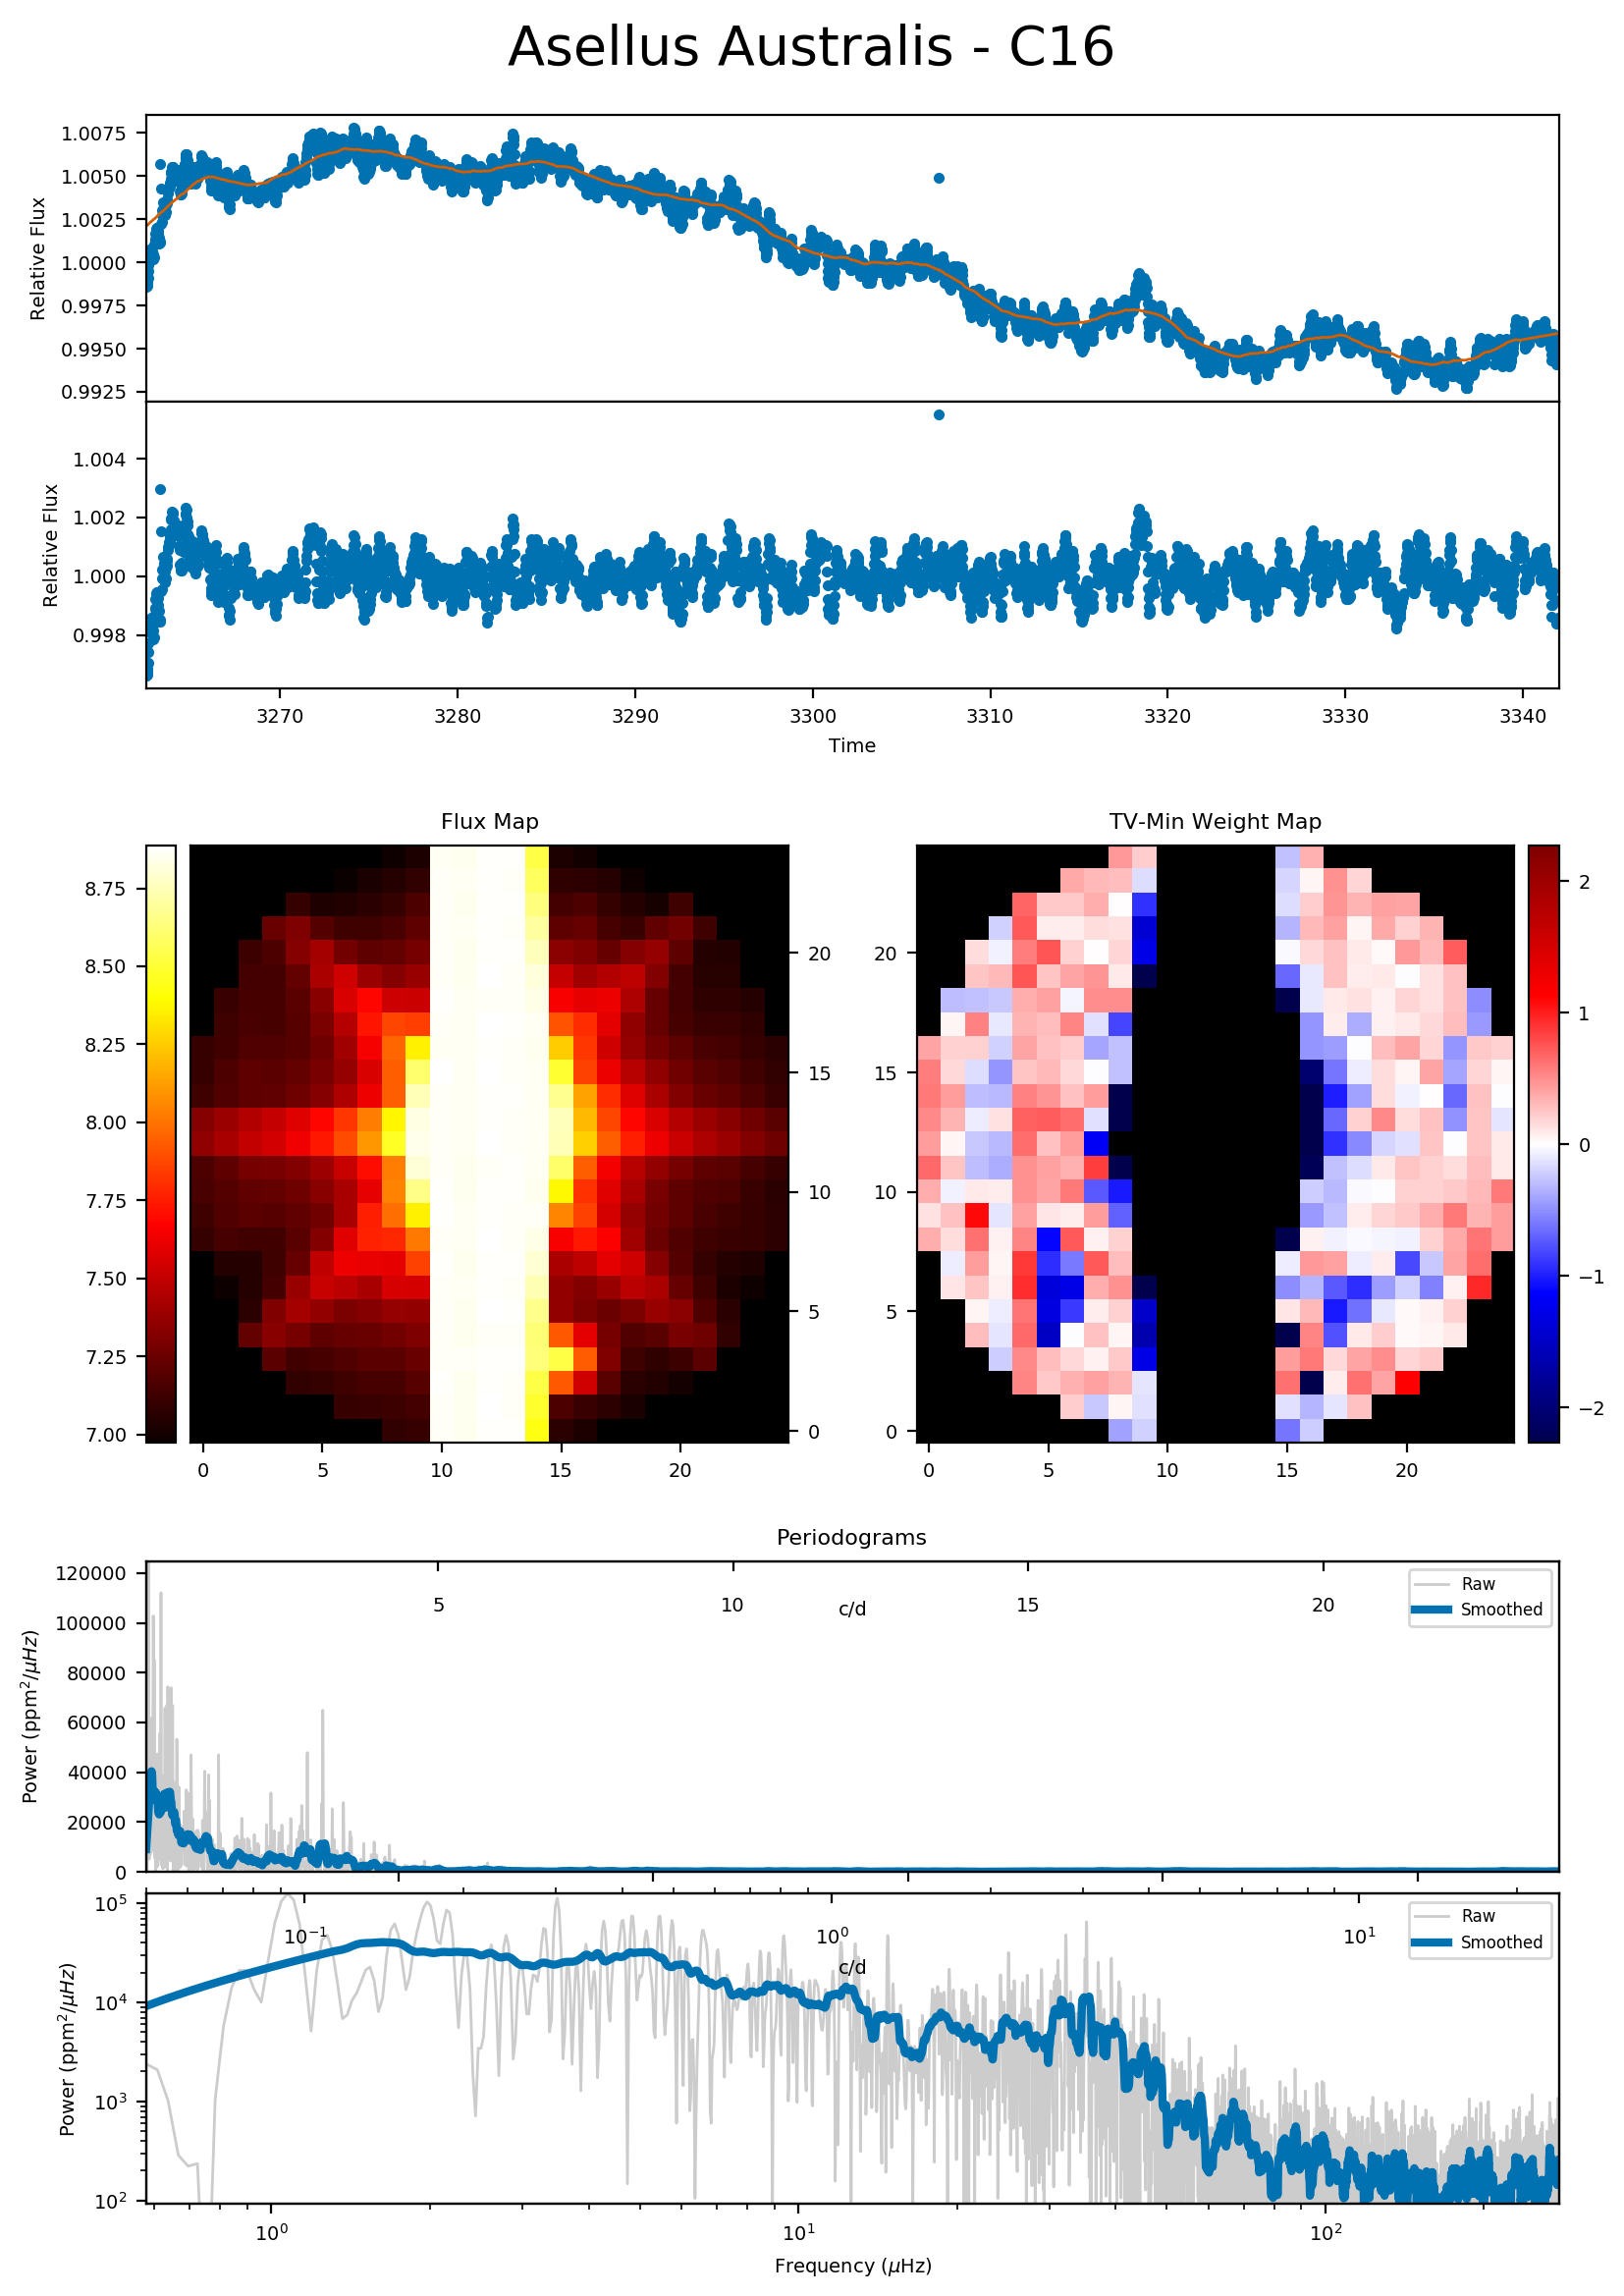 Asellus Australis - C16
Relative Flux
1.0075
1.0050
1.0025
1.0000
0.9975
0.9950
0.9925
Relative Flux
1.004
1.002
1.000
0.998
3270 3280 3290 3300 3310 3320 3330 3340
Time
Flux Map
8.75
8.50
8.25
8.00
7.75
7.50
7.25
7.00
20
15
10
5
0
0 5 10 15 20
TV-Min Weight Map
20
15
10
5
0
0 5 10 15 20
2
1
0
−1
−2
Periodograms
Power (ppm²/μHz)
120000
100000
80000
60000
40000
20000
0
5 10 15 20
c/d
Raw
Smoothed
Power (ppm²/μHz)
10⁵
10⁴
10³
10²
10⁻¹ 10⁰ 10¹
c/d
Raw
Smoothed
10⁰ 10¹ 10²
Frequency (μHz)